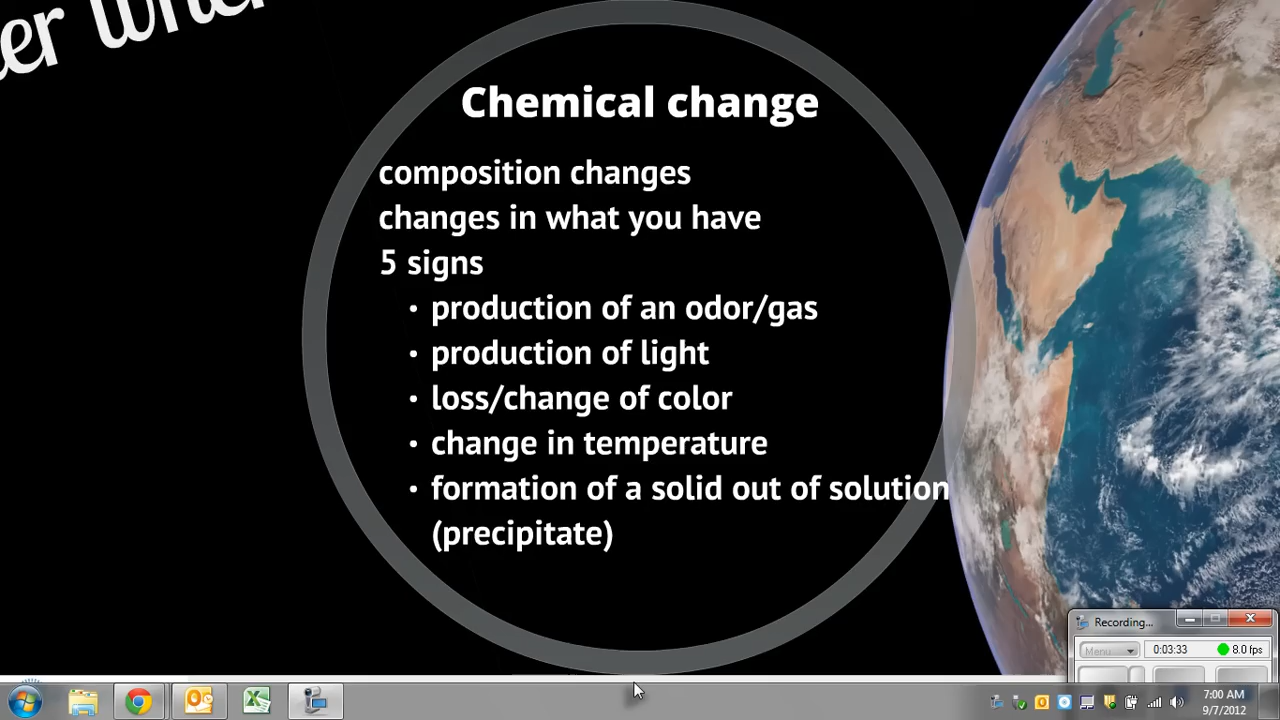 Chemical change
composition changes
changes in what you have
5 signs
• production of an odor/gas
• production of light
• loss/change of color
• change in temperature
• formation of a solid out of solution
(precipitate)
Recording...
Menu
0:03:33
8.0 fps
7:00 AM
9/7/2012